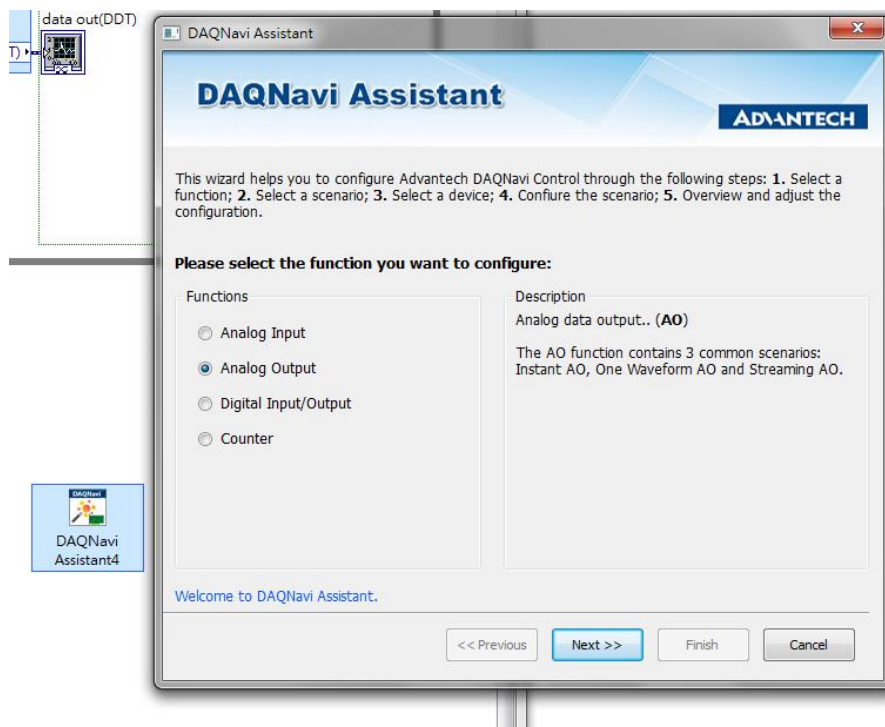 data out(DDT)
T)
DAQNavi Assistant
DAQNavi Assistant
ADVANTECH
This wizard helps you to configure Advantech DAQNavi Control through the following steps: 1. Select a
function; 2. Select a scenario; 3. Select a device; 4. Confiure the scenario; 5. Overview and adjust the
configuration.
Please select the function you want to configure:
Functions
Analog Input
Analog Output
Digital Input/Output
Counter
Description
Analog data output.. (AO)
The AO function contains 3 common scenarios:
Instant AO, One Waveform AO and Streaming AO.
DAQNavi
DAQNavi
Assistant4
Welcome to DAQNavi Assistant.
<< Previous
Next >>
Finish
Cancel